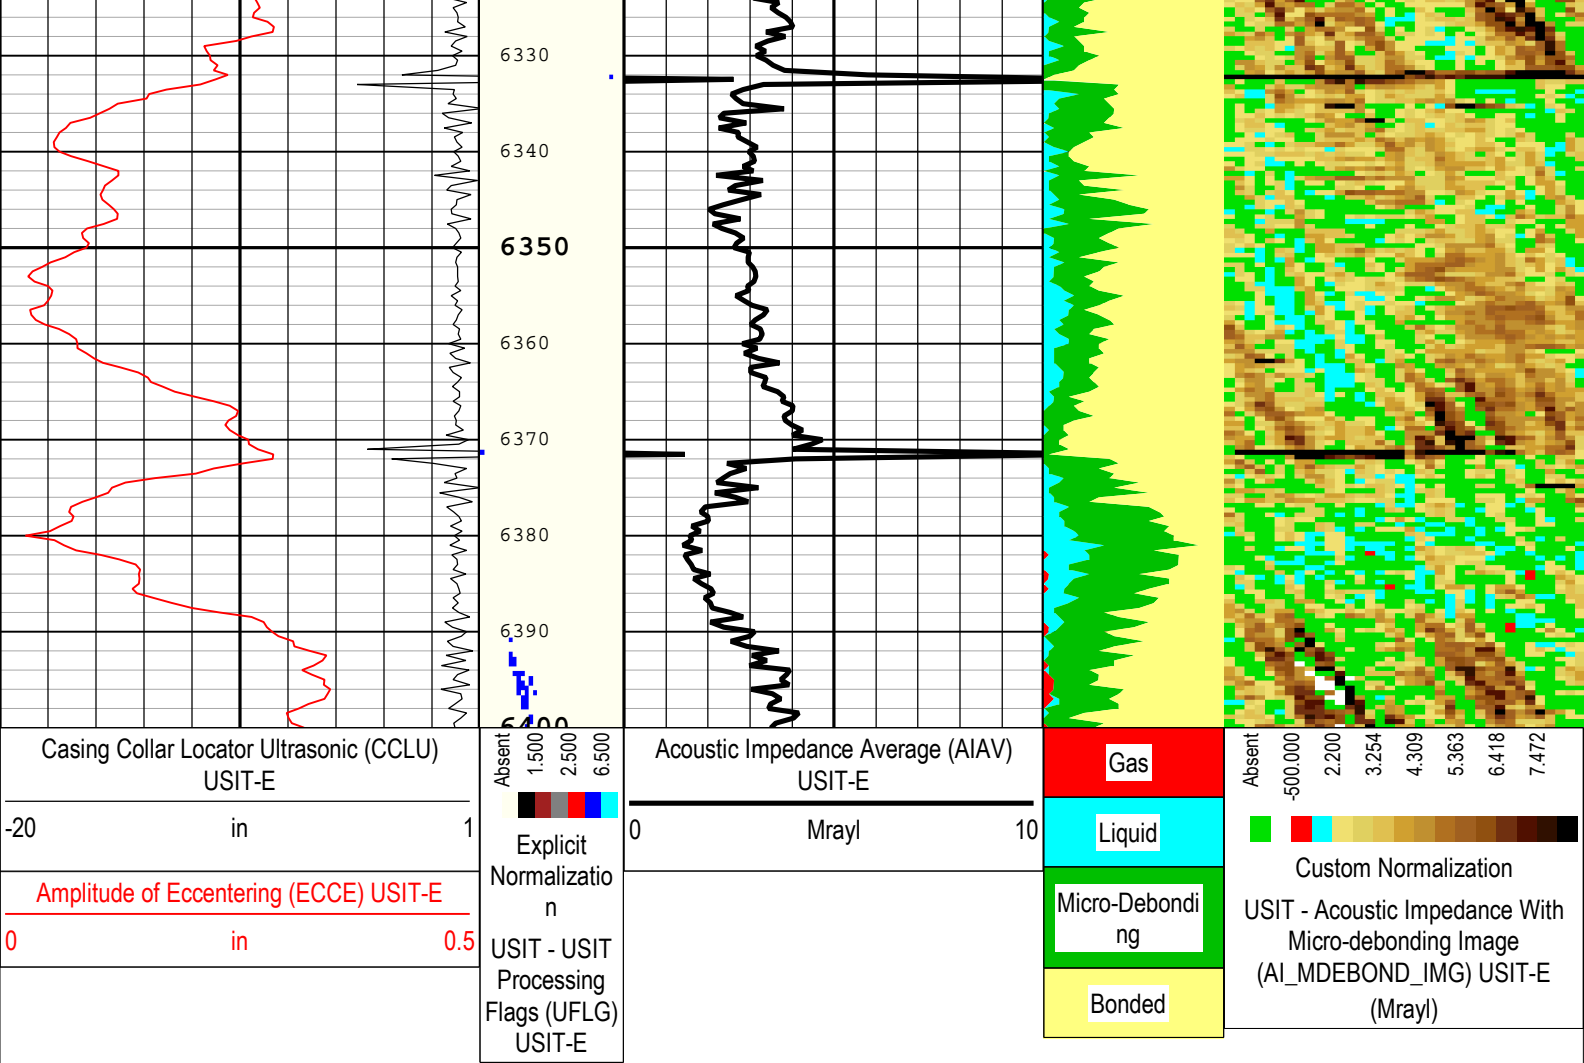 6330
6340
6350
6360
6370
6380
6390
6400
Casing Collar Locator Ultrasonic (CCLU)
USIT-E
-20 in 1
Amplitude of Eccentering (ECCE) USIT-E
0 in 0.5
Absent
1.500
2.500
6.500
Explicit
Normalizatio
n
USIT - USIT
Processing
Flags (UFLG)
USIT-E
Acoustic Impedance Average (AIAV)
USIT-E
0 Mrayl 10
Gas
Liquid
Micro-Debondi
ng
Bonded
Absent
-500.000
2.200
3.254
4.309
5.363
6.418
7.472
Custom Normalization
USIT - Acoustic Impedance With
Micro-debonding Image
(AI_MDEBOND_IMG) USIT-E
(Mrayl)